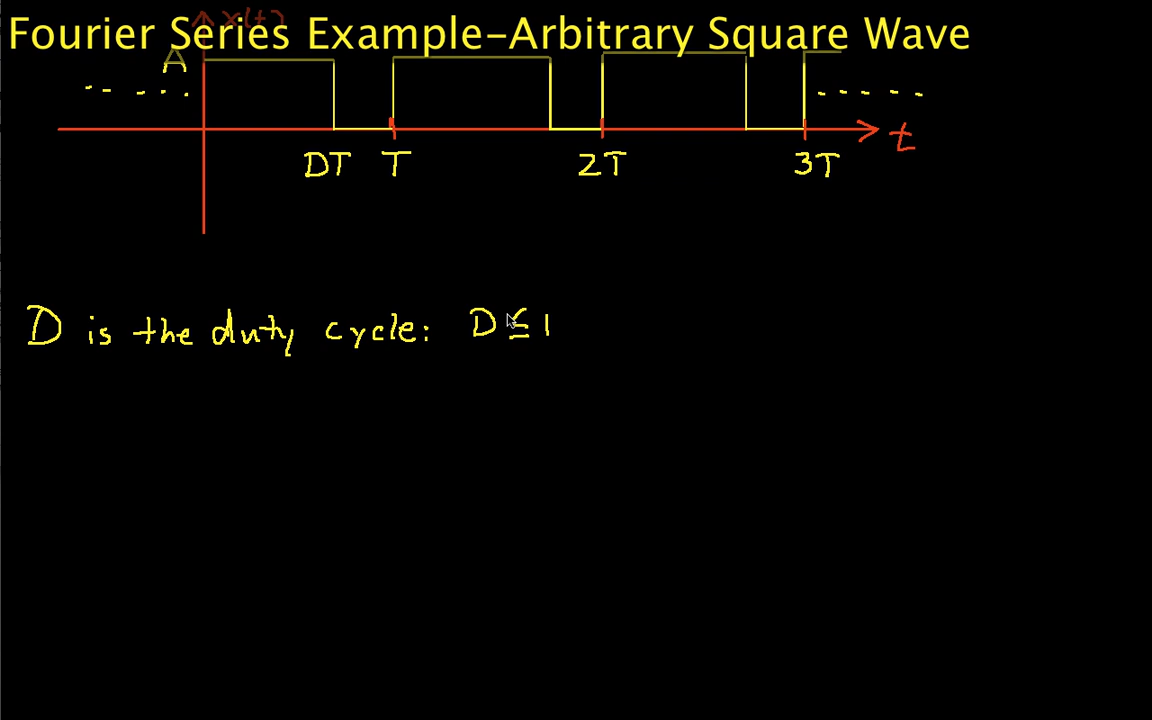 Fourier Series Example-Arbitrary Square Wave
x(t)
A
t
DT T 2T 3T
D is the duty cycle: D ≤ 1